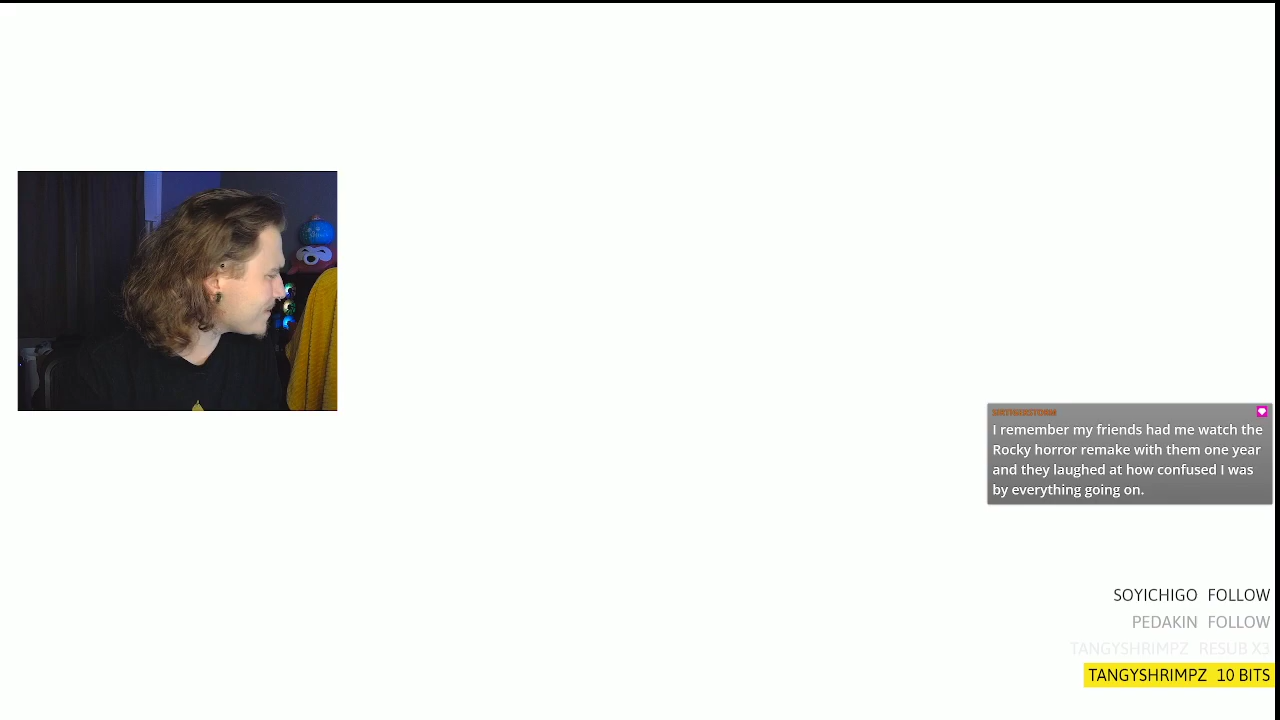 I remember my friends had me watch the
Rocky horror remake with them one year
and they laughed at how confused I was
by everything going on.
SOYICHIGO FOLLOW
PEDAKIN FOLLOW
TANGYSHRIMPZ RESUB X3
TANGYSHRIMPZ 10 BITS